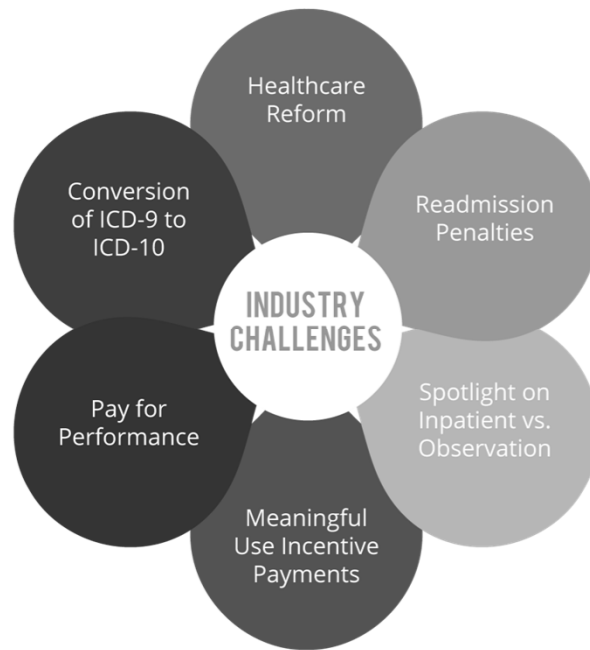 Healthcare
Reform
Readmission
Penalties
Spotlight on
Inpatient vs.
Observation
Meaningful
Use Incentive
Payments
Pay for
Performance
Conversion
of ICD-9 to
ICD-10
INDUSTRY
CHALLENGES